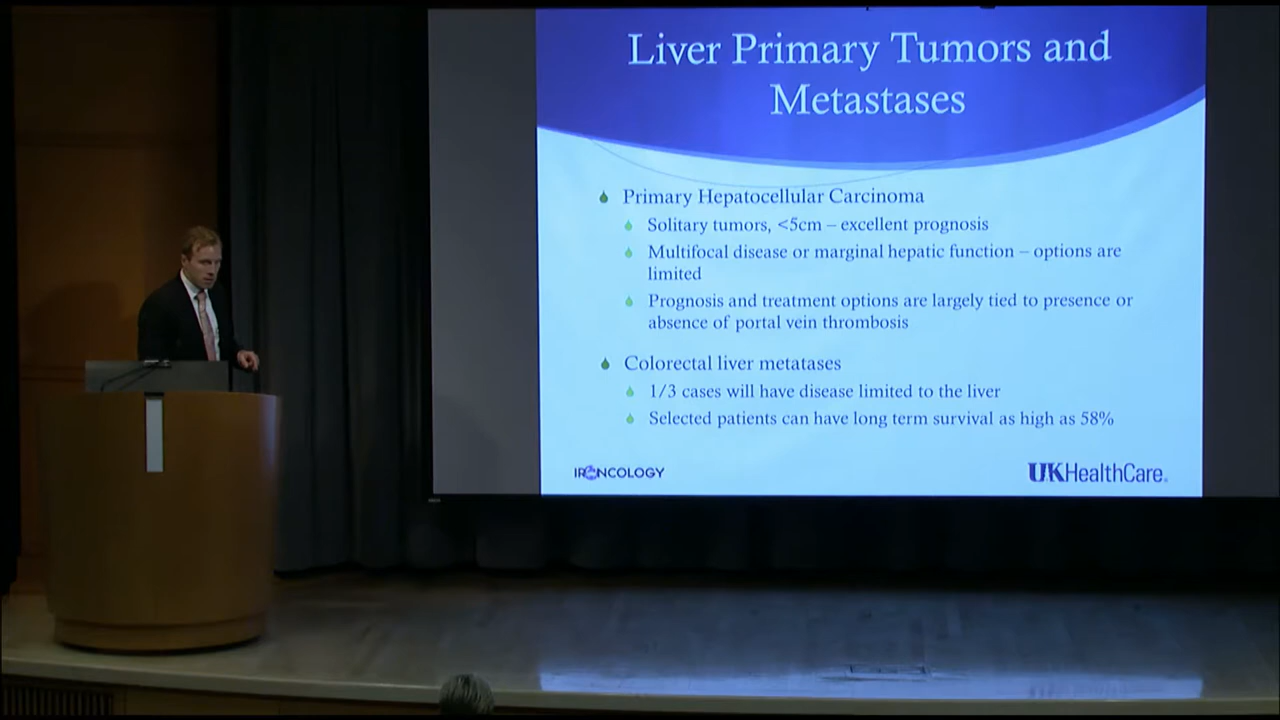 Liver Primary Tumors and
Metastases
Primary Hepatocellular Carcinoma
Solitary tumors, <5cm – excellent prognosis
Multifocal disease or marginal hepatic function – options are
limited
Prognosis and treatment options are largely tied to presence or
absence of portal vein thrombosis
Colorectal liver metatases
1/3 cases will have disease limited to the liver
Selected patients can have long term survival as high as 58%
IRONCOLOGY
UKHealthCare.